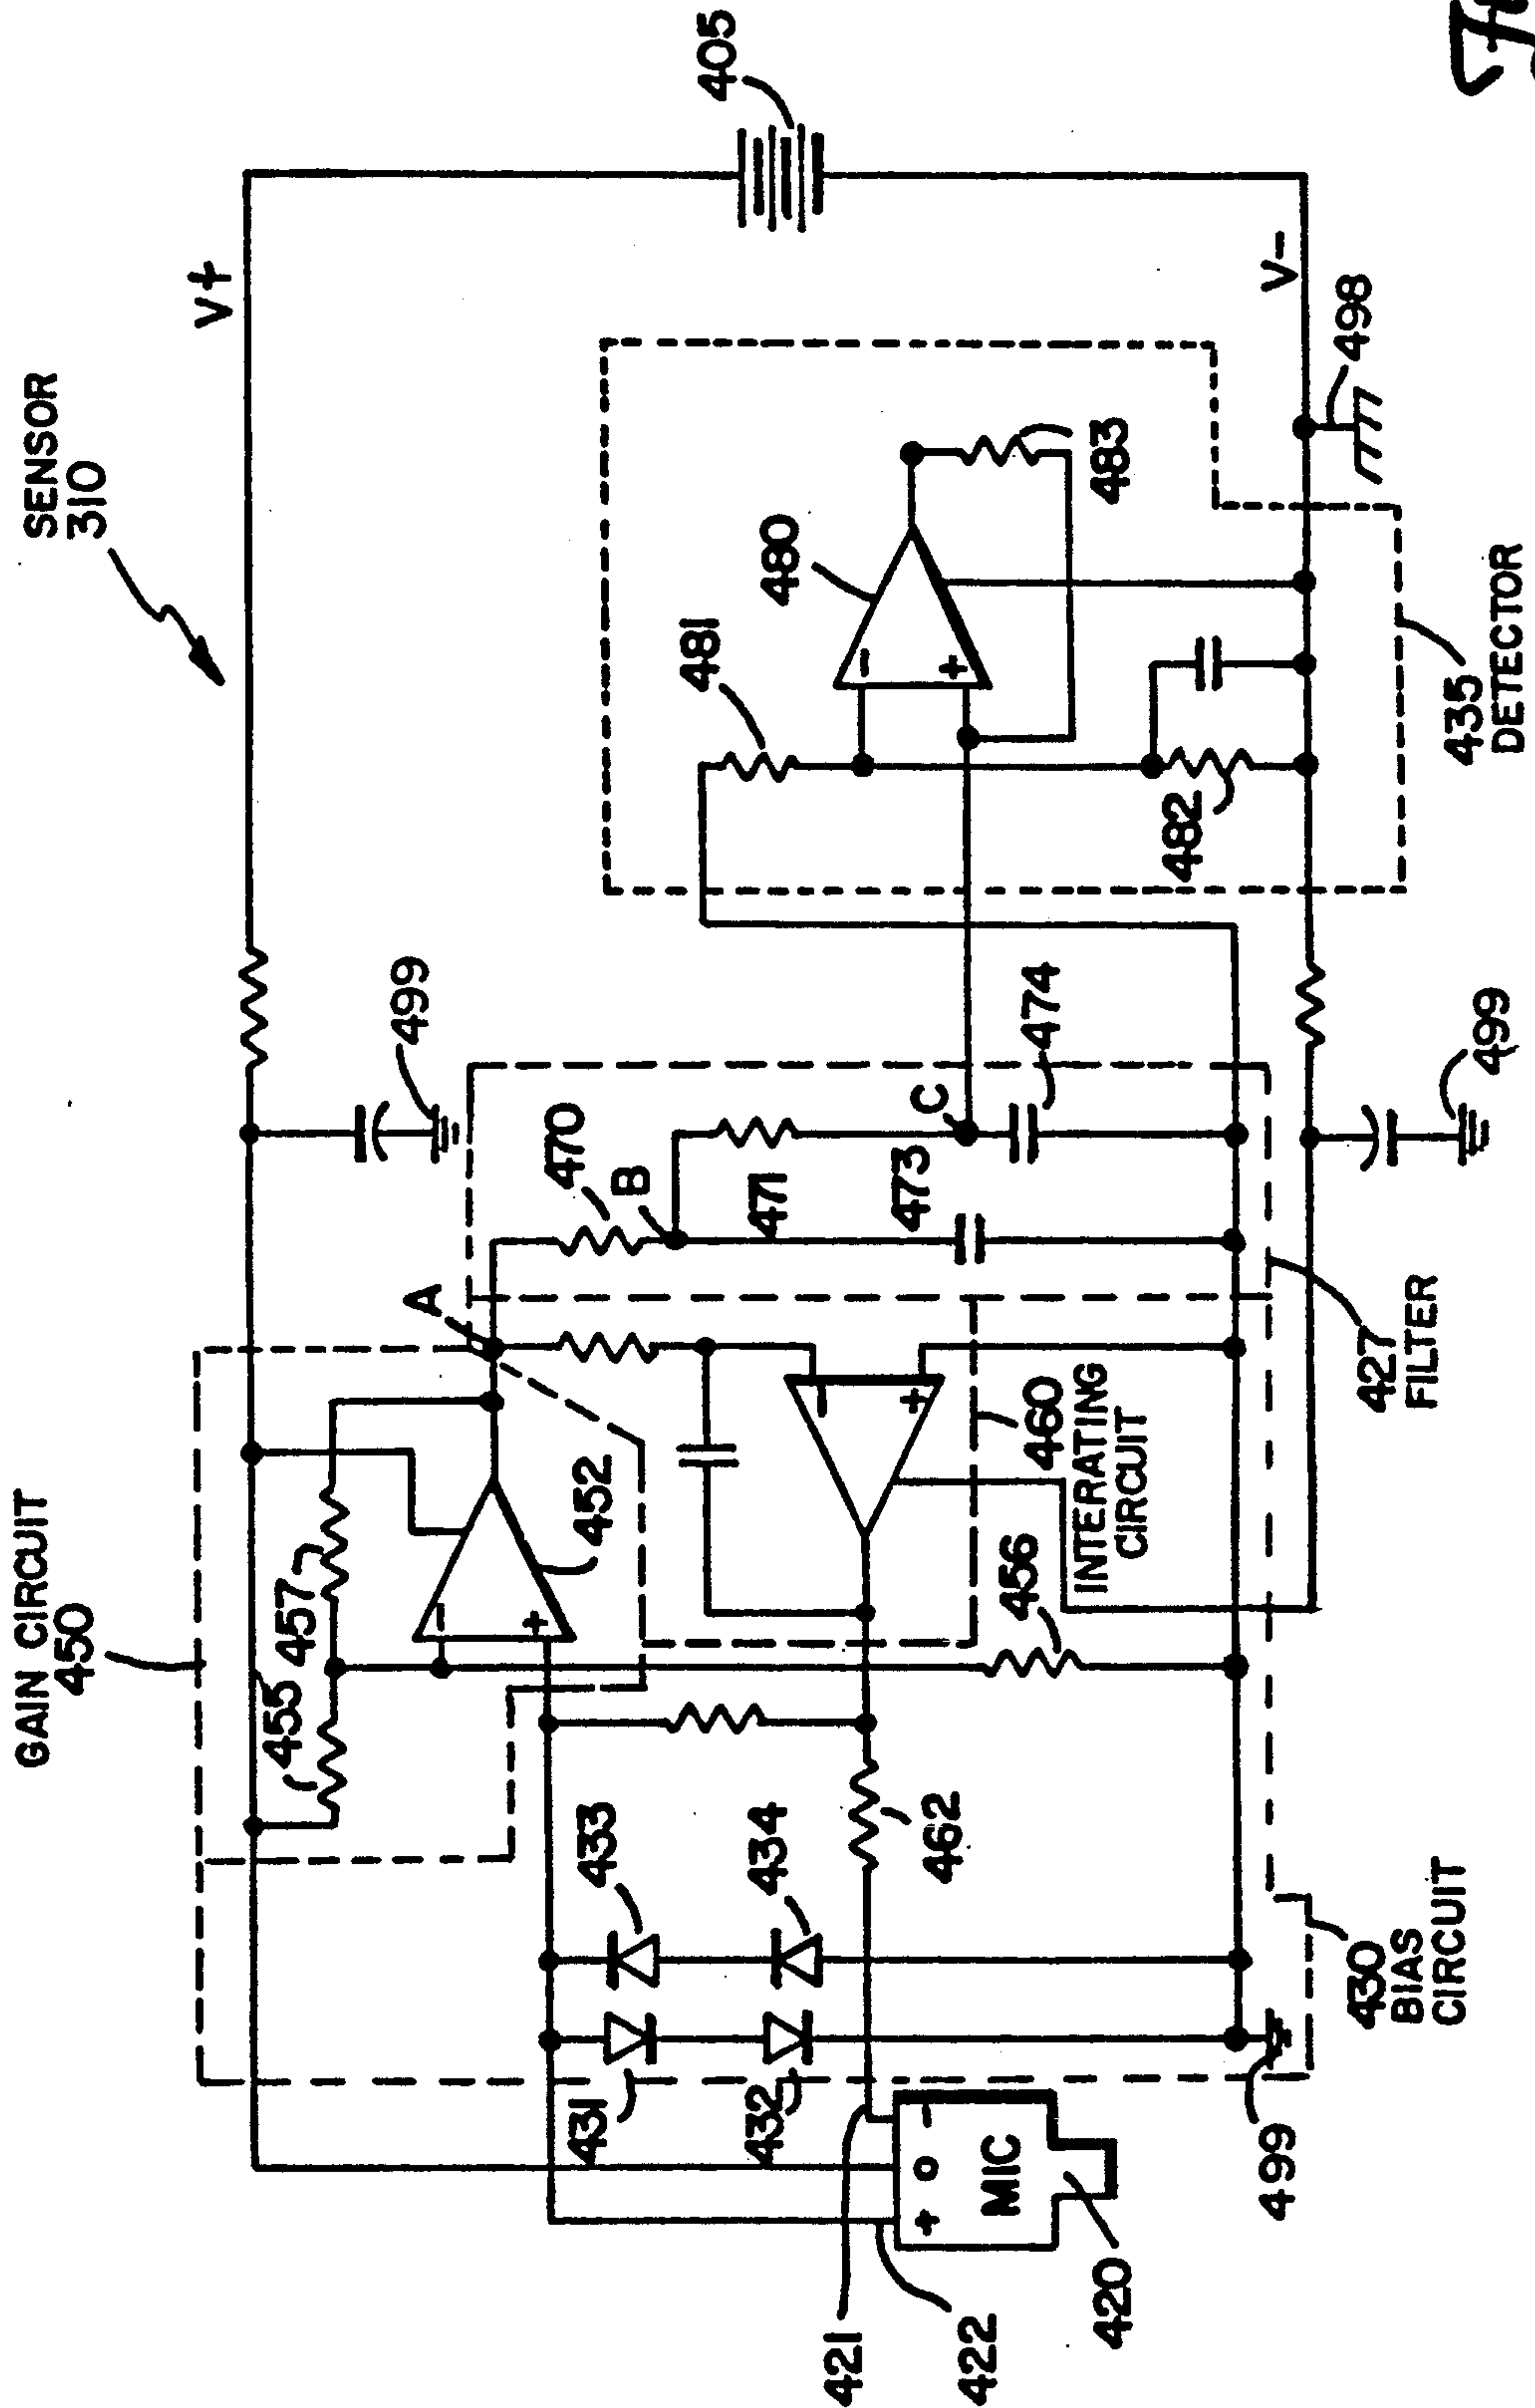 SENSOR
310
GAIN CIRCUIT
450
V+
405
455
457
452
A
499
470
B
471
473
C
474
481
480
483
433
434
431
432
462
456
460
INTERATING
CIRCUIT
482
V-
498
435
DETECTOR
427
FILTER
499
430
BIAS
CIRCUIT
499
421
422
420
+ O -
MIC
- +
- +
- +